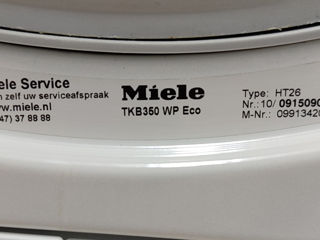 ele Service
n zelf uw serviceafspraak
ww.miele.nl
47) 37 88 88
Miele
TKB350 WP Eco
Type: HT26
Nr.: 10/ 0915090
M-Nr.: 0991342